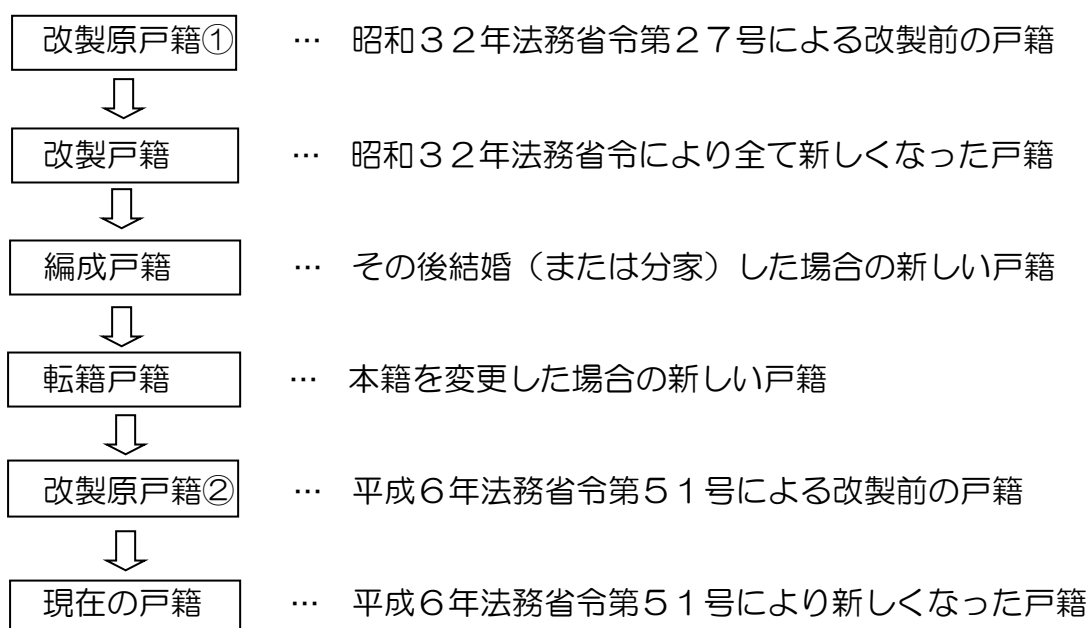 改製原戸籍① … 昭和３２年法務省令第２７号による改製前の戸籍
改製戸籍 … 昭和３２年法務省令により全て新しくなった戸籍
編成戸籍 … その後結婚（または分家）した場合の新しい戸籍
転籍戸籍 … 本籍を変更した場合の新しい戸籍
改製原戸籍② … 平成６年法務省令第５１号による改製前の戸籍
現在の戸籍 … 平成６年法務省令第５１号により新しくなった戸籍